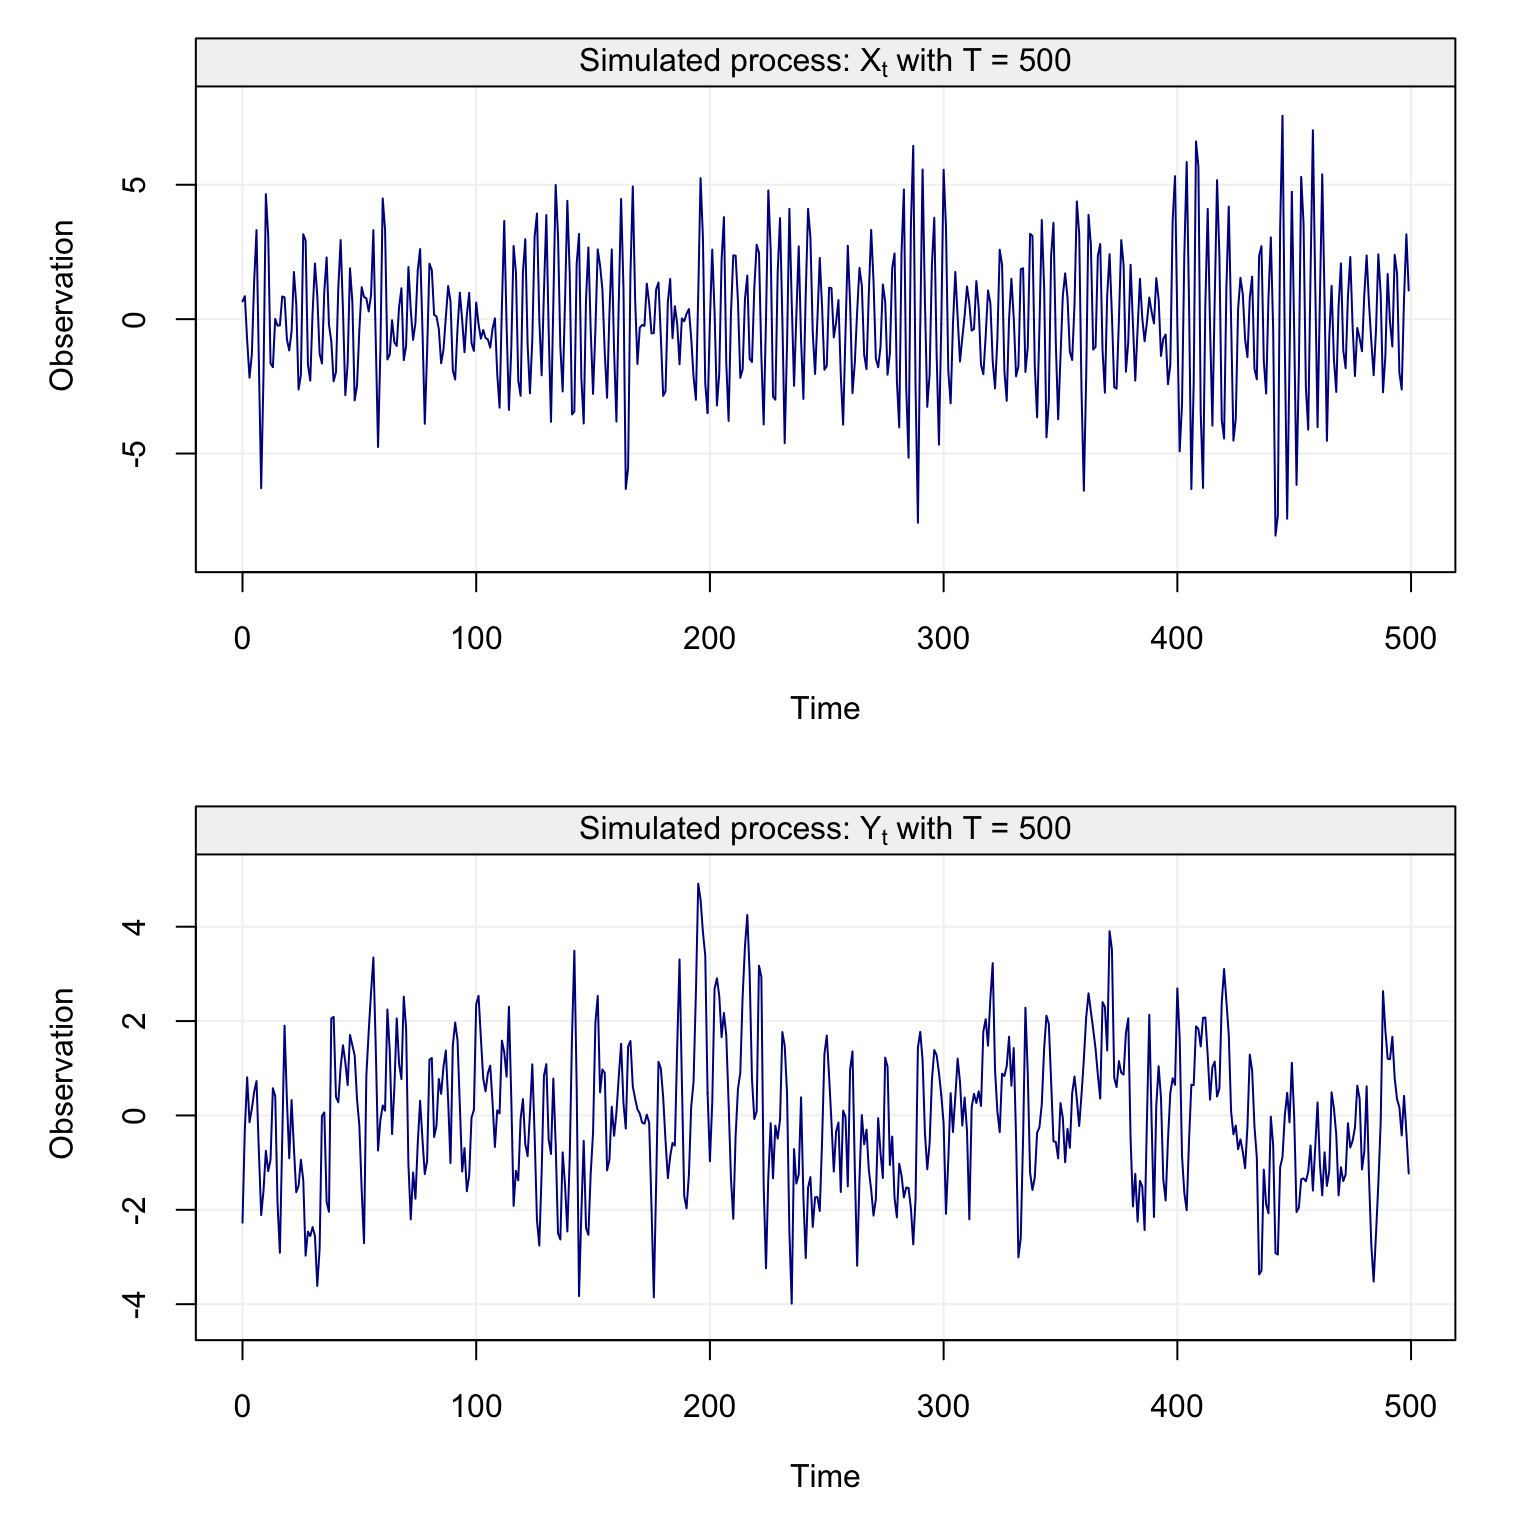 Simulated process: Xt with T = 500
Observation
5
0
-5
0 100 200 300 400 500
Time
Simulated process: Yt with T = 500
Observation
4
2
0
-2
-4
0 100 200 300 400 500
Time